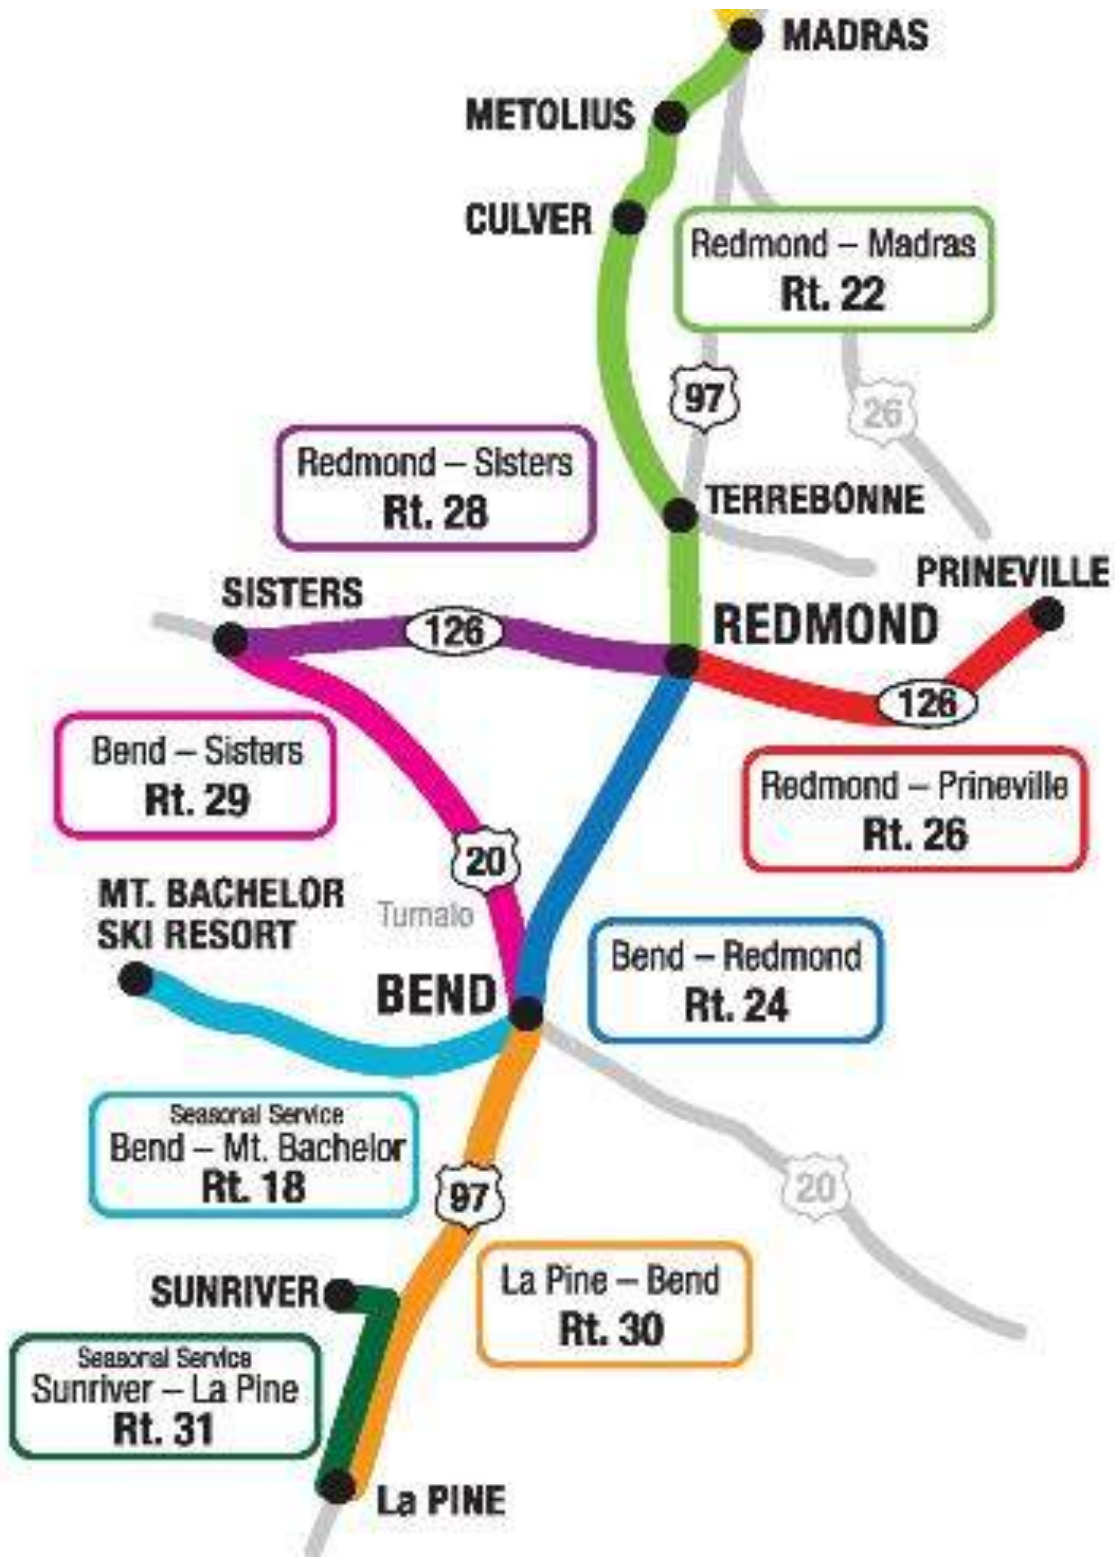 MADRAS
METOLIUS
CULVER
Redmond – Madras
Rt. 22
97
26
Redmond – Sisters
Rt. 28
TERREBONNE
PRINEVILLE
SISTERS
126
REDMOND
126
Bend – Sisters
Rt. 29
Redmond – Prineville
Rt. 26
20
MT. BACHELOR
SKI RESORT
Tumalo
Bend – Redmond
Rt. 24
BEND
Seasonal Service
Bend – Mt. Bachelor
Rt. 18
97
20
SUNRIVER
La Pine – Bend
Rt. 30
Seasonal Service
Sunriver – La Pine
Rt. 31
La PINE